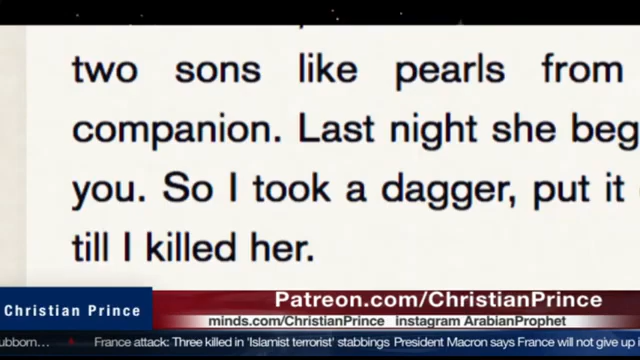 two sons like pearls from
companion. Last night she beg
you. So I took a dagger, put it
till I killed her.
Patreon.com/ChristianPrince
Christian Prince
minds.com/ChristianPrince instagram ArabianProphet
ubborn... France attack: Three killed in 'Islamist terrorist' stabbings President Macron says France will not give up i